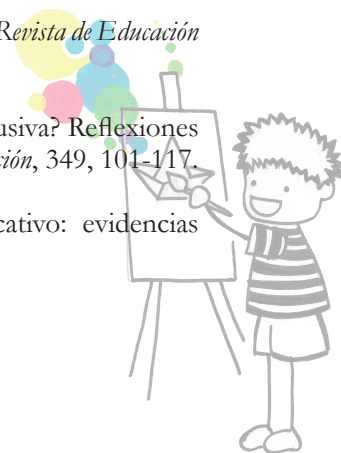 Revista de Educación
usiva? Reflexiones
ción, 349, 101-117.
cativo: evidencias